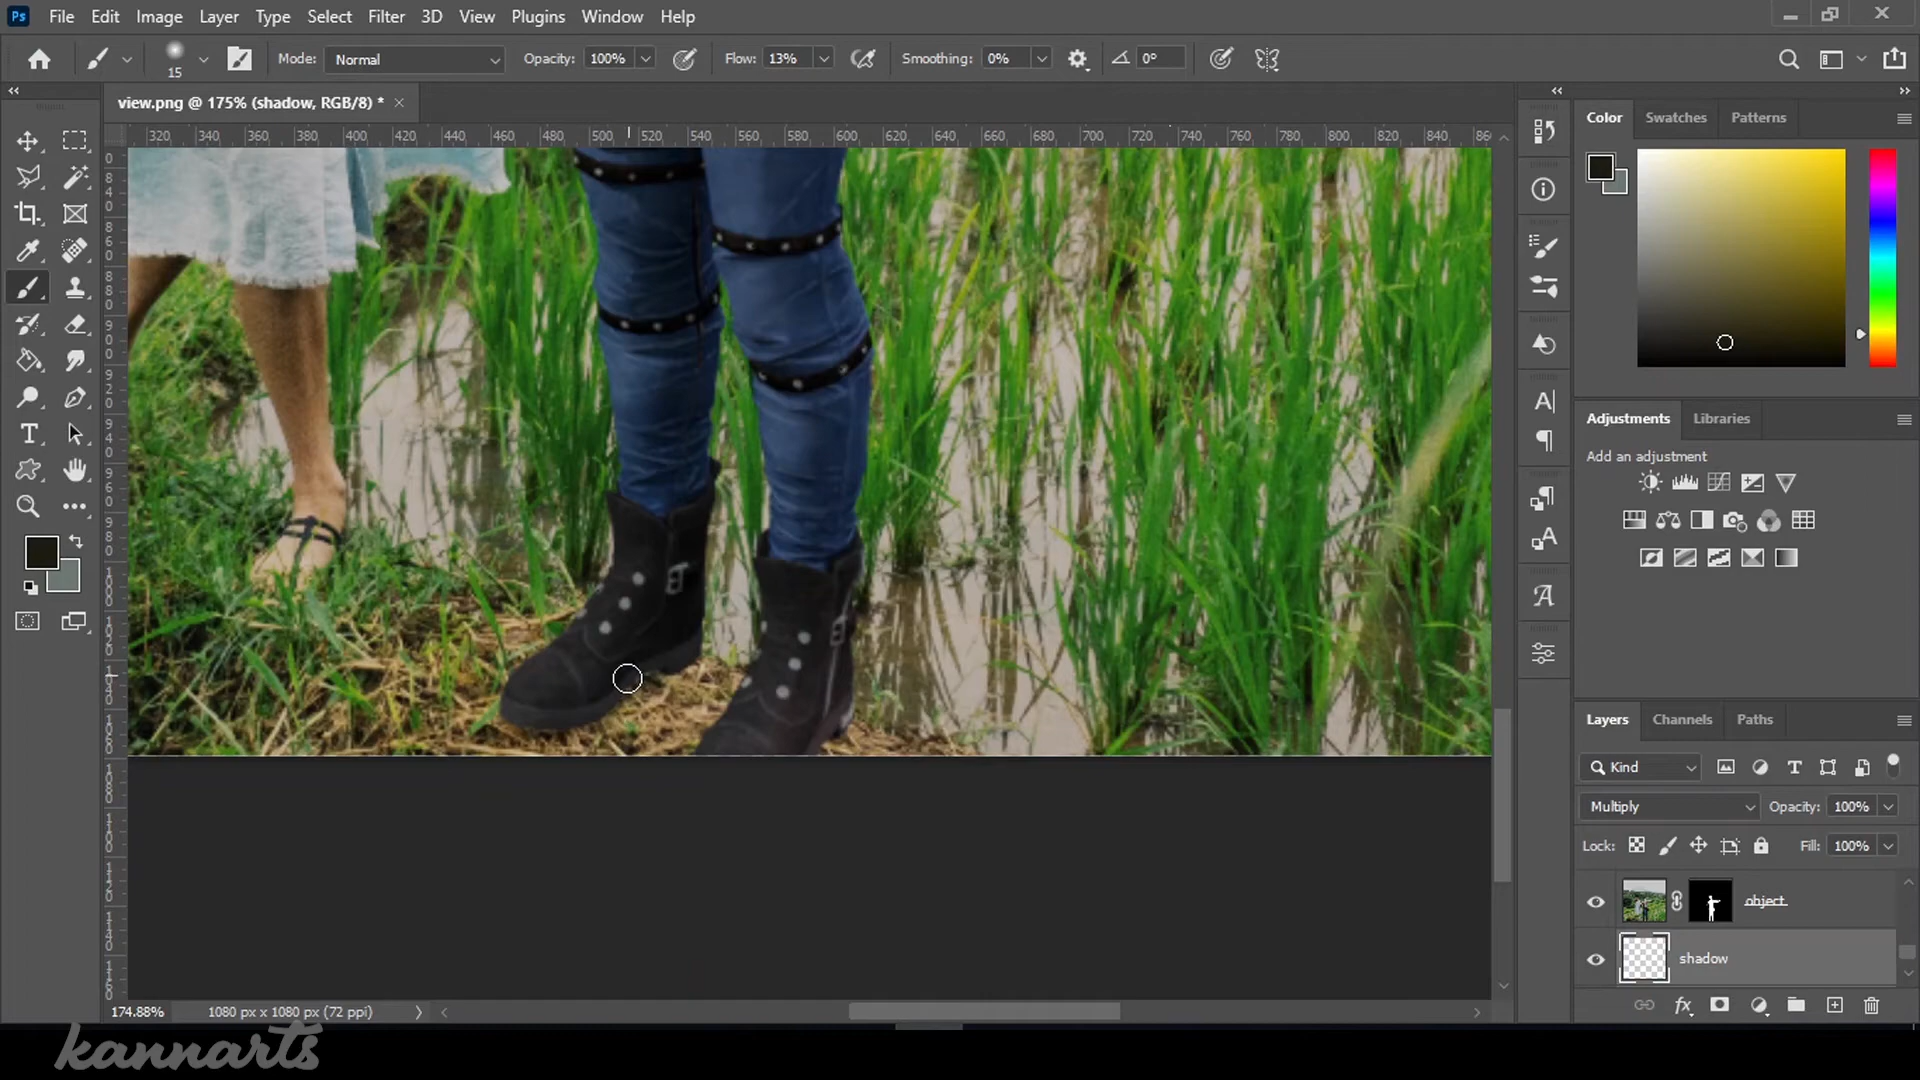 Ps File Edit Image Layer Type Select Filter 3D View Plugins Window Help
15 Mode: Normal Opacity: 100% Flow: 13% Smoothing: 0% 0°
view.png @ 175% (shadow, RGB/8) *
320 340 360 380 400 420 440 460 480 500 520 540 560 580 600 620 640 660 680 700 720 740 760 780 800 820 840 86
Color Swatches Patterns
Adjustments Libraries
Add an adjustment
Layers Channels Paths
Kind
Multiply Opacity: 100%
Lock: Fill: 100%
object
shadow
174.88% 1080 px x 1080 px (72 ppi)
kannarts